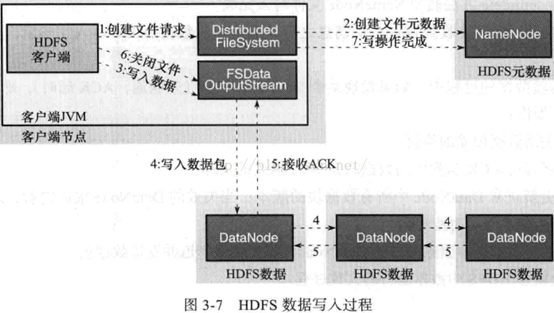 1:创建文件请求
Distribuded
FileSystem
2:创建文件元数据
7:写操作完成
NameNode
HDFS元数据
HDFS
客户端
6:关闭文件
3:写入数据
FSData
OutputStream
客户端JVM
客户端节点
4:写入数据包
5:接收ACK
DataNode
4
5
DataNode
4
5
DataNode
HDFS数据
HDFS数据
HDFS数据
图 3-7 HDFS 数据写入过程